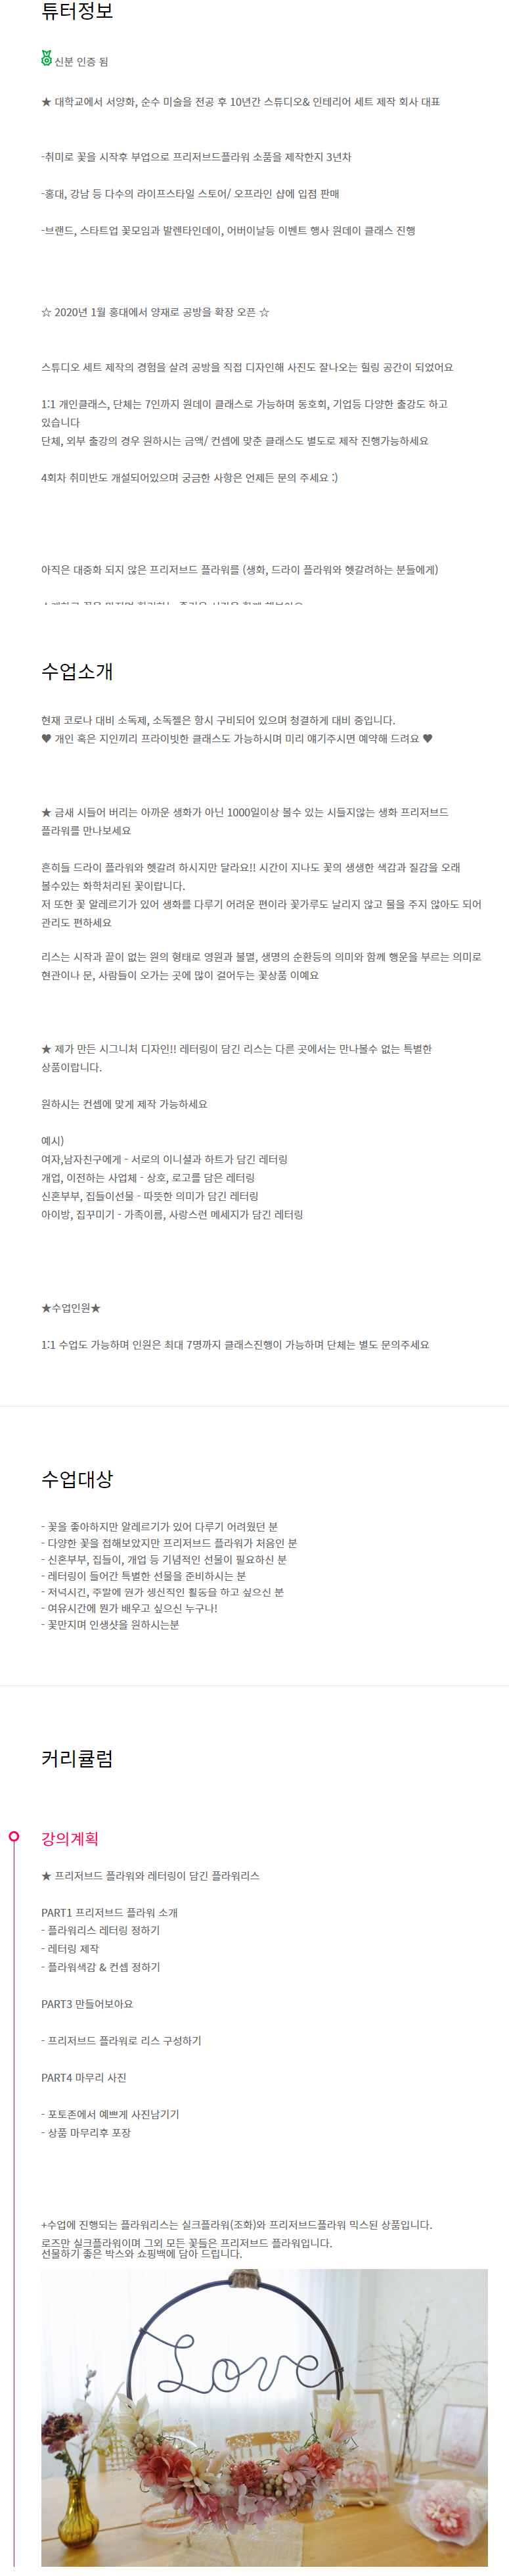 튜터정보
신분 인증 됨
★ 대학교에서 서양화, 순수 미술을 전공 후 10년간 스튜디오& 인테리어 세트 제작 회사 대표
-취미로 꽃을 시작후 부업으로 프리저브드플라워 소품을 제작한지 3년차
-홍대, 강남 등 다수의 라이프스타일 스토어/ 오프라인 샵에 입점 판매
-브랜드, 스타트업 꽃모임과 발렌타인데이, 어버이날등 이벤트 행사 원데이 클래스 진행
☆ 2020년 1월 홍대에서 양재로 공방을 확장 오픈 ☆
스튜디오 세트 제작의 경험을 살려 공방을 직접 디자인해 사진도 잘나오는 힐링 공간이 되었어요
1:1 개인클래스, 단체는 7인까지 원데이 클래스로 가능하며 동호회, 기업등 다양한 출강도 하고
있습니다
단체, 외부 출강의 경우 원하시는 금액/ 컨셉에 맞춘 클래스도 별도로 제작 진행가능하세요
4회차 취미반도 개설되어있으며 궁금한 사항은 언제든 문의 주세요 :)
아직은 대중화 되지 않은 프리저브드 플라워를 (생화, 드라이 플라워와 헷갈려하는 분들에게)
수업소개
현재 코로나 대비 소독제, 소독젤은 항시 구비되어 있으며 청결하게 대비 중입니다.
♥ 개인 혹은 지인끼리 프라이빗한 클래스도 가능하시며 미리 얘기주시면 예약해 드려요 ♥
★ 금새 시들어 버리는 아까운 생화가 아닌 1000일이상 볼수 있는 시들지않는 생화 프리저브드
플라워를 만나보세요
흔히들 드라이 플라워와 헷갈려 하시지만 달라요!! 시간이 지나도 꽃의 생생한 색감과 질감을 오래
볼수있는 화학처리된 꽃이랍니다.
저 또한 꽃 알레르기가 있어 생화를 다루기 어려운 편이라 꽃가루도 날리지 않고 물을 주지 않아도 되어
관리도 편하세요
리스는 시작과 끝이 없는 원의 형태로 영원과 불멸, 생명의 순환등의 의미와 함께 행운을 부르는 의미로
현관이나 문, 사람들이 오가는 곳에 많이 걸어두는 꽃상품 이예요
★ 제가 만든 시그니처 디자인!! 레터링이 담긴 리스는 다른 곳에서는 만나볼수 없는 특별한
상품이랍니다.
원하시는 컨셉에 맞게 제작 가능하세요
예시)
여자,남자친구에게 - 서로의 이니셜과 하트가 담긴 레터링
개업, 이전하는 사업체 - 상호, 로고를 담은 레터링
신혼부부, 집들이선물 - 따뜻한 의미가 담긴 레터링
아이방, 집꾸미기 - 가족이름, 사랑스런 메세지가 담긴 레터링
★수업인원★
1:1 수업도 가능하며 인원은 최대 7명까지 클래스진행이 가능하며 단체는 별도 문의주세요
수업대상
- 꽃을 좋아하지만 알레르기가 있어 다루기 어려웠던 분
- 다양한 꽃을 접해보았지만 프리저브드 플라워가 처음인 분
- 신혼부부, 집들이, 개업 등 기념적인 선물이 필요하신 분
- 레터링이 들어간 특별한 선물을 준비하시는 분
- 저녁시간, 주말에 뭔가 생산적인 활동을 하고 싶으신 분
- 여유시간에 뭔가 배우고 싶으신 누구나!
- 꽃만지며 인생샷을 원하시는분
커리큘럼
강의계획
★ 프리저브드 플라워와 레터링이 담긴 플라워리스
PART1 프리저브드 플라워 소개
- 플라워리스 레터링 정하기
- 레터링 제작
- 플라워색감 & 컨셉 정하기
PART3 만들어보아요
- 프리저브드 플라워로 리스 구성하기
PART4 마무리 사진
- 포토존에서 예쁘게 사진남기기
- 상품 마무리후 포장
+수업에 진행되는 플라워리스는 실크플라워(조화)와 프리저브드플라워 믹스된 상품입니다.
로즈만 실크플라워이며 그외 모든 꽃들은 프리저브드 플라워입니다.
선물하기 좋은 박스와 쇼핑백에 담아 드립니다.
Love